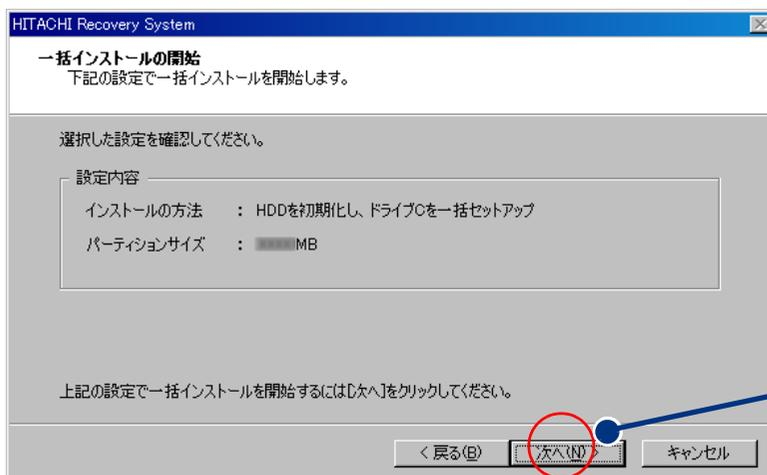 HITACHI Recovery System
一括インストールの開始
下記の設定で一括インストールを開始します。
選択した設定を確認してください。
設定内容
インストールの方法 : HDDを初期化し、ドライブCを一括セットアップ
パーティションサイズ : MB
上記の設定で一括インストールを開始するには[次へ]をクリックしてください。
< 戻る(B) 次へ(N) > キャンセル